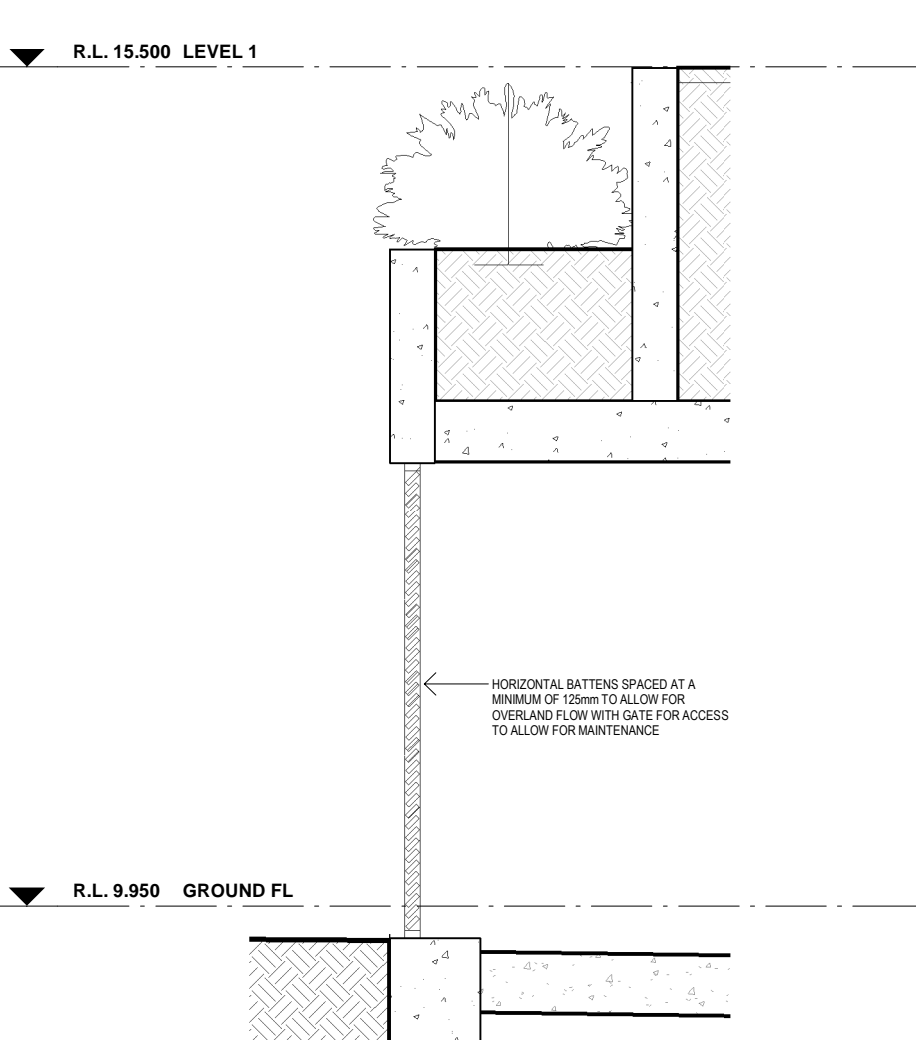 R.L. 15.500 LEVEL 1
HORIZONTAL BATTENS SPACED AT A
MINIMUM OF 125mm TO ALLOW FOR
OVERLAND FLOW WITH GATE FOR ACCESS
TO ALLOW FOR MAINTENANCE
R.L. 9.950 GROUND FL